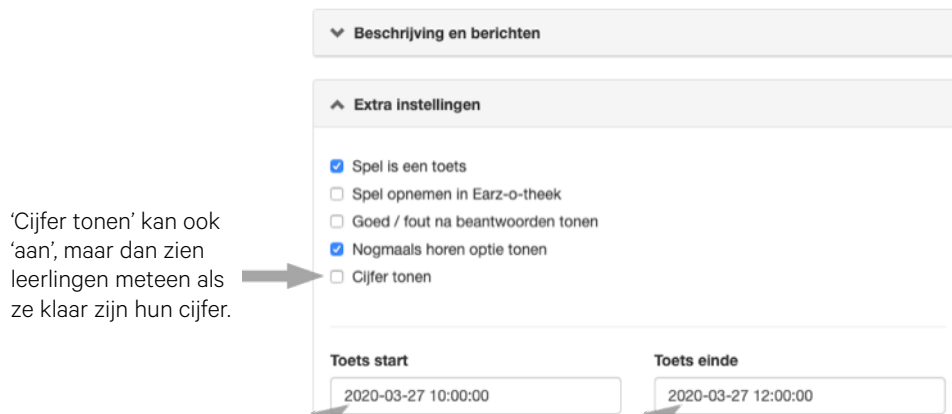 Beschrijving en berichten
Extra instellingen
Spel is een toets
Spel opnemen in Earz-o-theek
Goed / fout na beantwoorden tonen
Nogmaals horen optie tonen
Cijfer tonen
‘Cijfer tonen’ kan ook
‘aan’, maar dan zien
leerlingen meteen als
ze klaar zijn hun cijfer.
Toets start
Toets einde
2020-03-27 10:00:00
2020-03-27 12:00:00